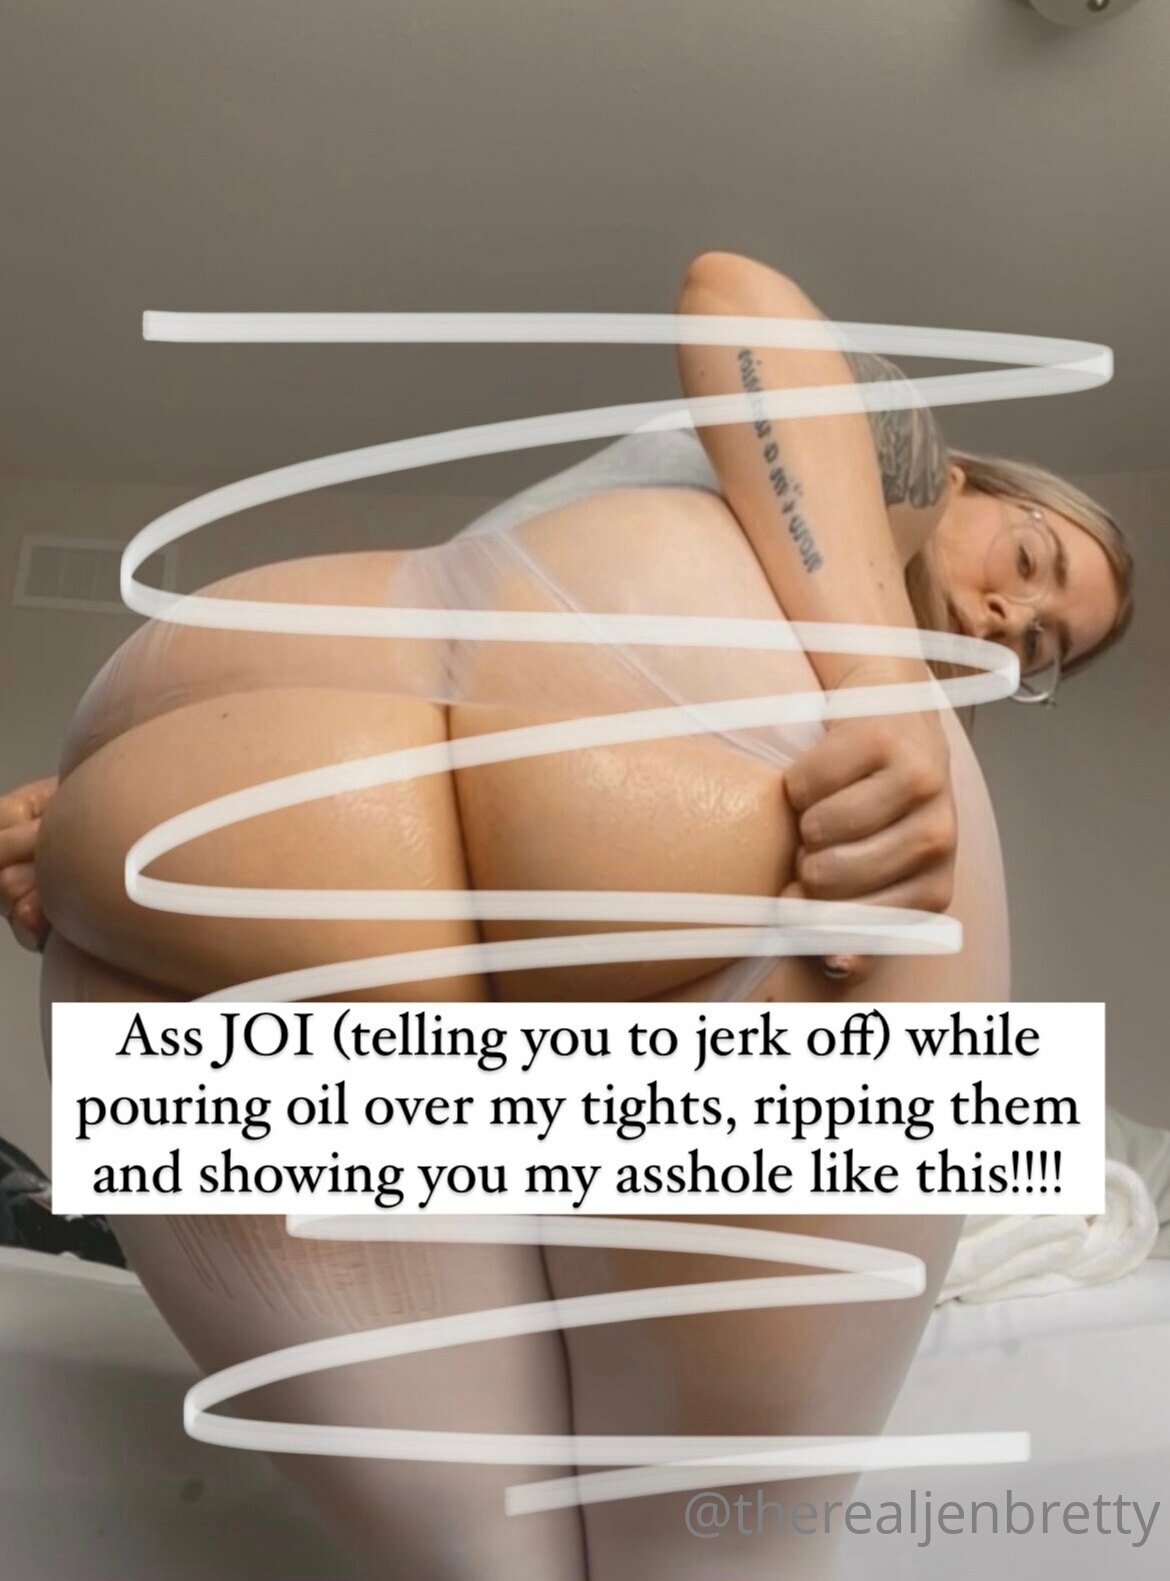 Ass JOI (telling you to jerk off) while
pouring oil over my tights, ripping them
and showing you my asshole like this!!!!
@therealjenbretty